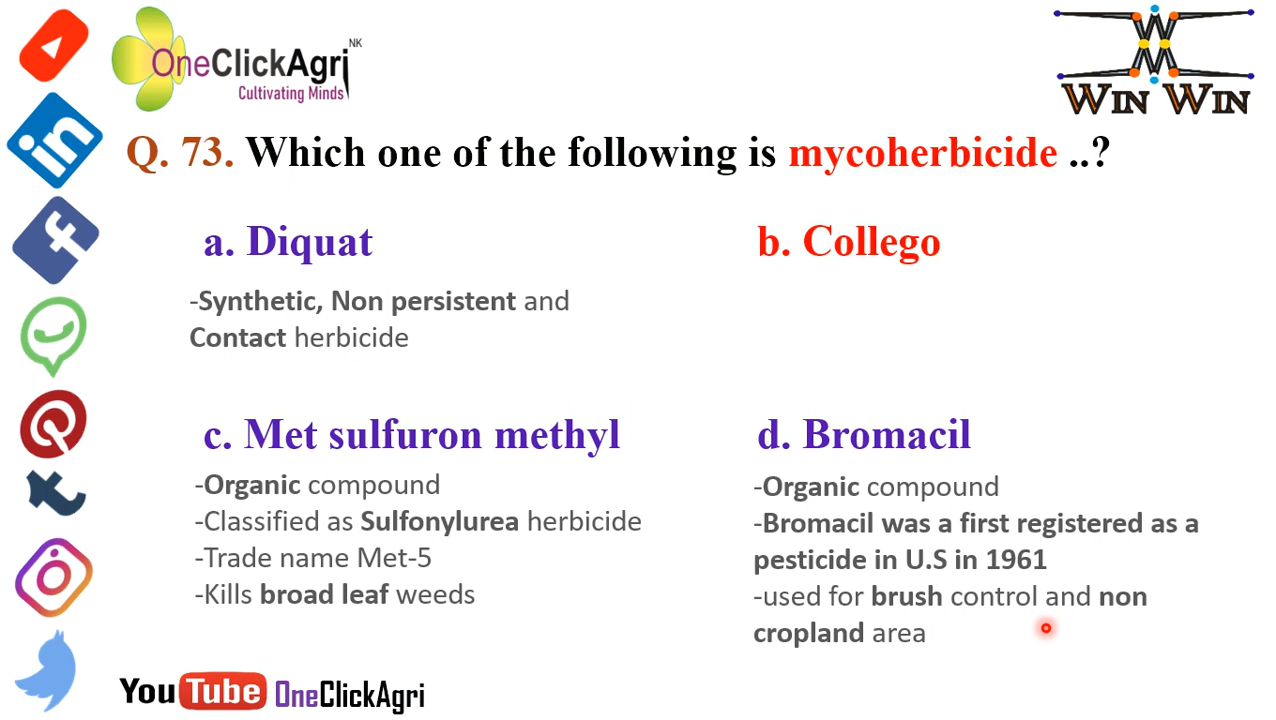 OneClickAgri NK
Cultivating Minds
WIN WIN
Q. 73. Which one of the following is mycoherbicide ..?
a. Diquat
-Synthetic, Non persistent and
Contact herbicide
b. Collego
c. Met sulfuron methyl
-Organic compound
-Classified as Sulfonylurea herbicide
-Trade name Met-5
-Kills broad leaf weeds
d. Bromacil
-Organic compound
-Bromacil was a first registered as a
pesticide in U.S in 1961
-used for brush control and non
cropland area
YouTube OneClickAgri